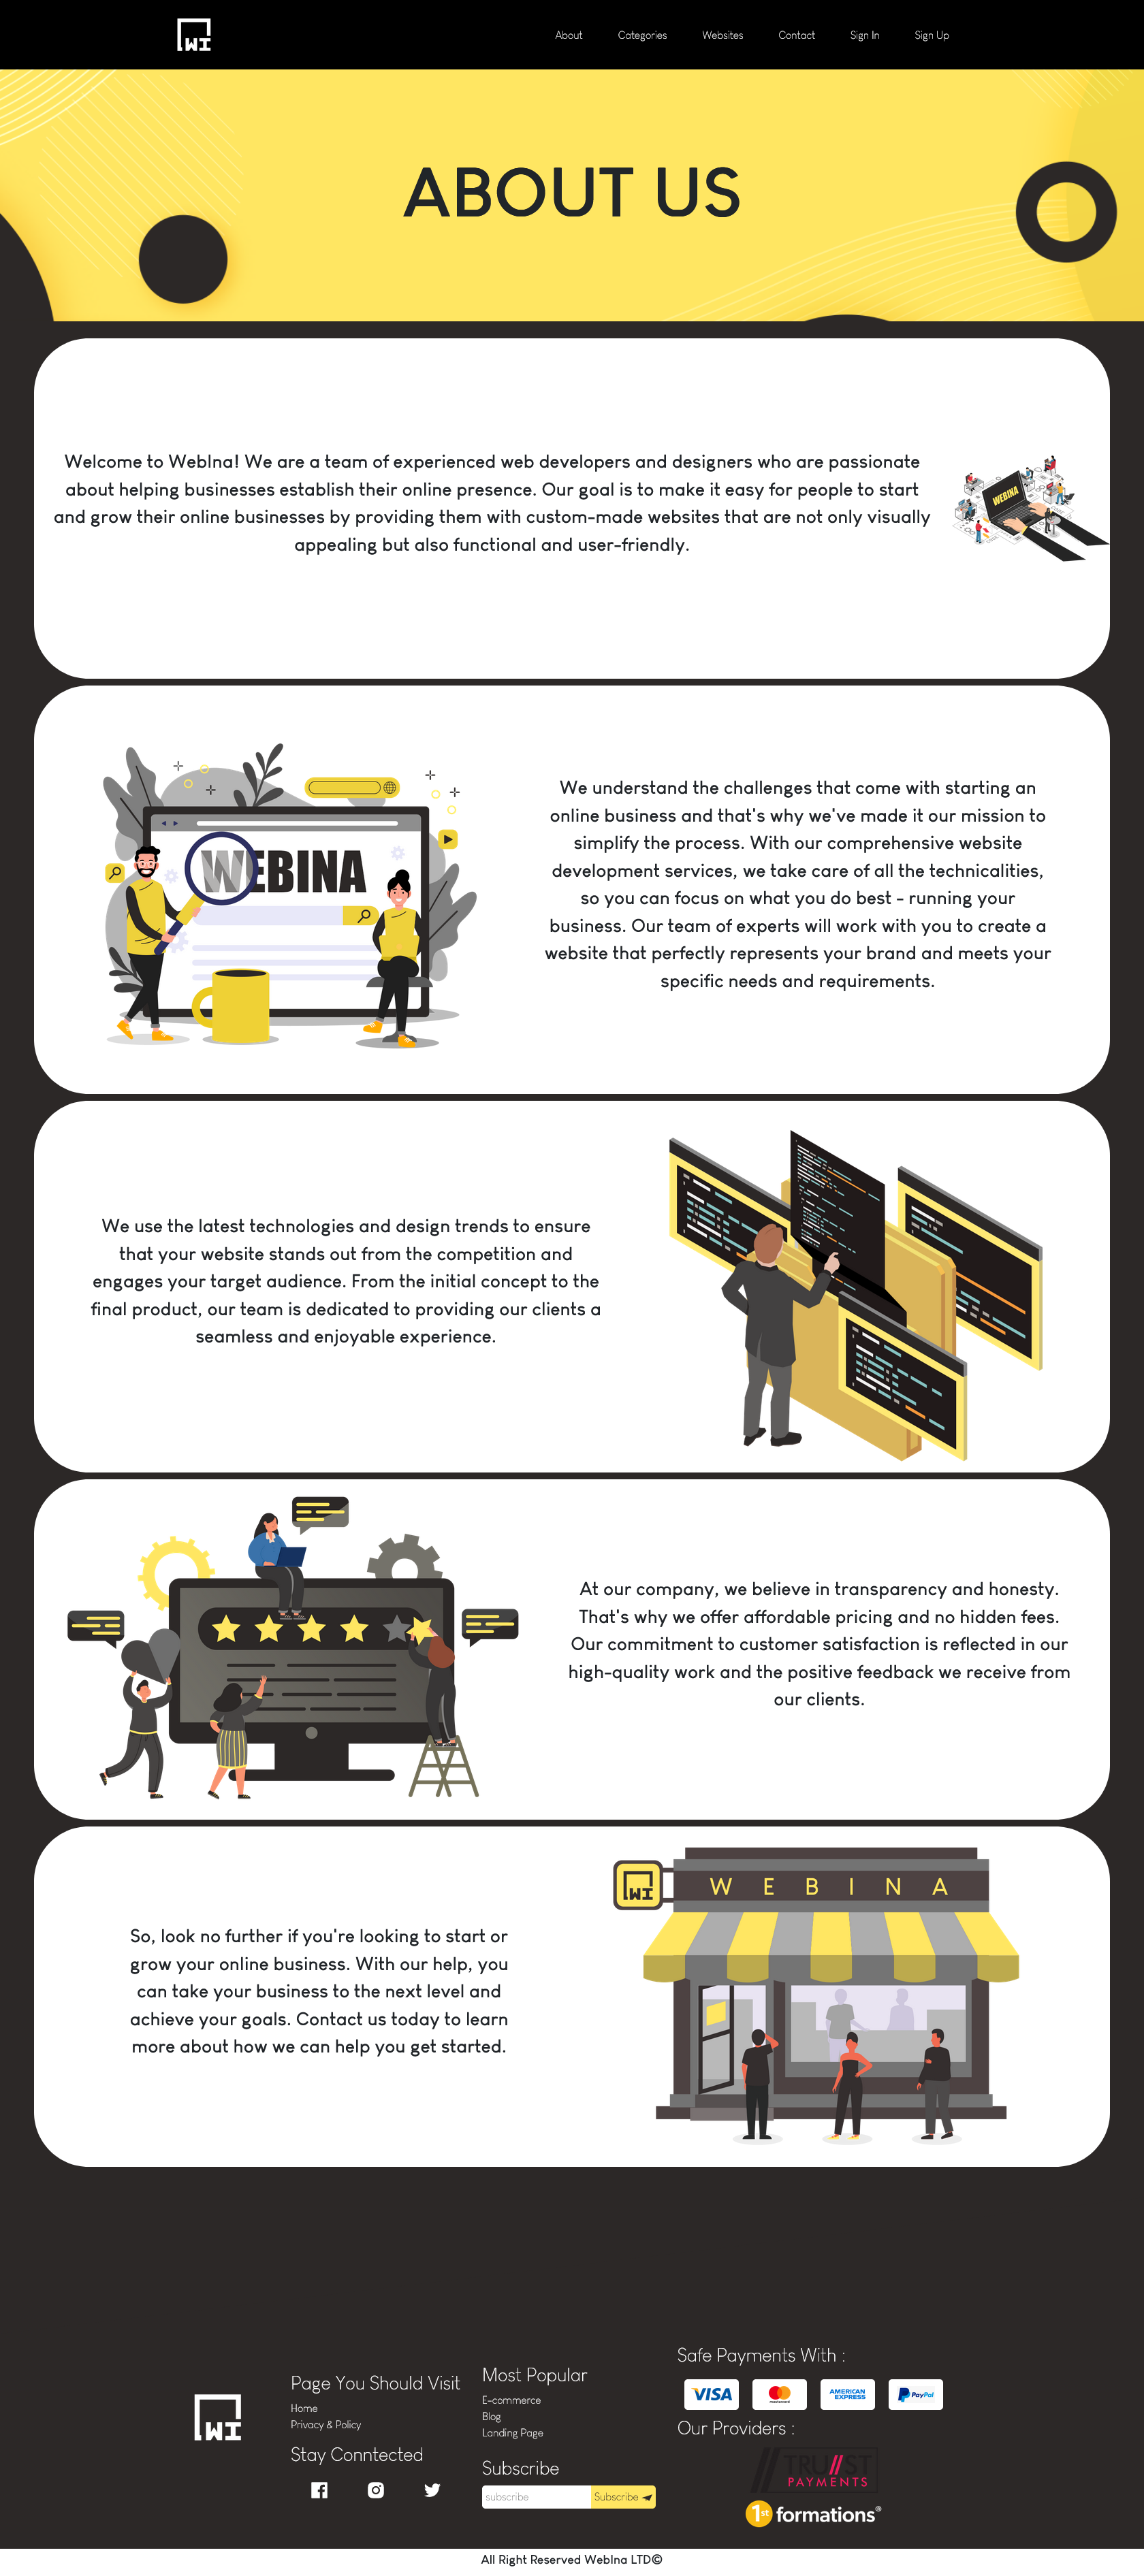 WI
About Categories Websites Contact Sign In Sign Up
ABOUT US
Welcome to WebIna! We are a team of experienced web developers and designers who are passionate
about helping businesses establish their online presence. Our goal is to make it easy for people to start
and grow their online businesses by providing them with custom-made websites that are not only visually
appealing but also functional and user-friendly.
WEBINA
WEBINA
We understand the challenges that come with starting an
online business and that's why we've made it our mission to
simplify the process. With our comprehensive website
development services, we take care of all the technicalities,
so you can focus on what you do best - running your
business. Our team of experts will work with you to create a
website that perfectly represents your brand and meets your
specific needs and requirements.
We use the latest technologies and design trends to ensure
that your website stands out from the competition and
engages your target audience. From the initial concept to the
final product, our team is dedicated to providing our clients a
seamless and enjoyable experience.
At our company, we believe in transparency and honesty.
That's why we offer affordable pricing and no hidden fees.
Our commitment to customer satisfaction is reflected in our
high-quality work and the positive feedback we receive from
our clients.
So, look no further if you're looking to start or
grow your online business. With our help, you
can take your business to the next level and
achieve your goals. Contact us today to learn
more about how we can help you get started.
WI
WEBINA
WI
Page You Should Visit
Home
Privacy & Policy
Stay Conntected
Most Popular
E-commerce
Blog
Landing Page
Subscribe
subscribe
Subscribe
Safe Payments With :
VISA
mastercard
AMERICAN
EXPRESS
PayPal
Our Providers :
TRU//ST
PAYMENTS
1st formations®
All Right Reserved WebIna LTD©